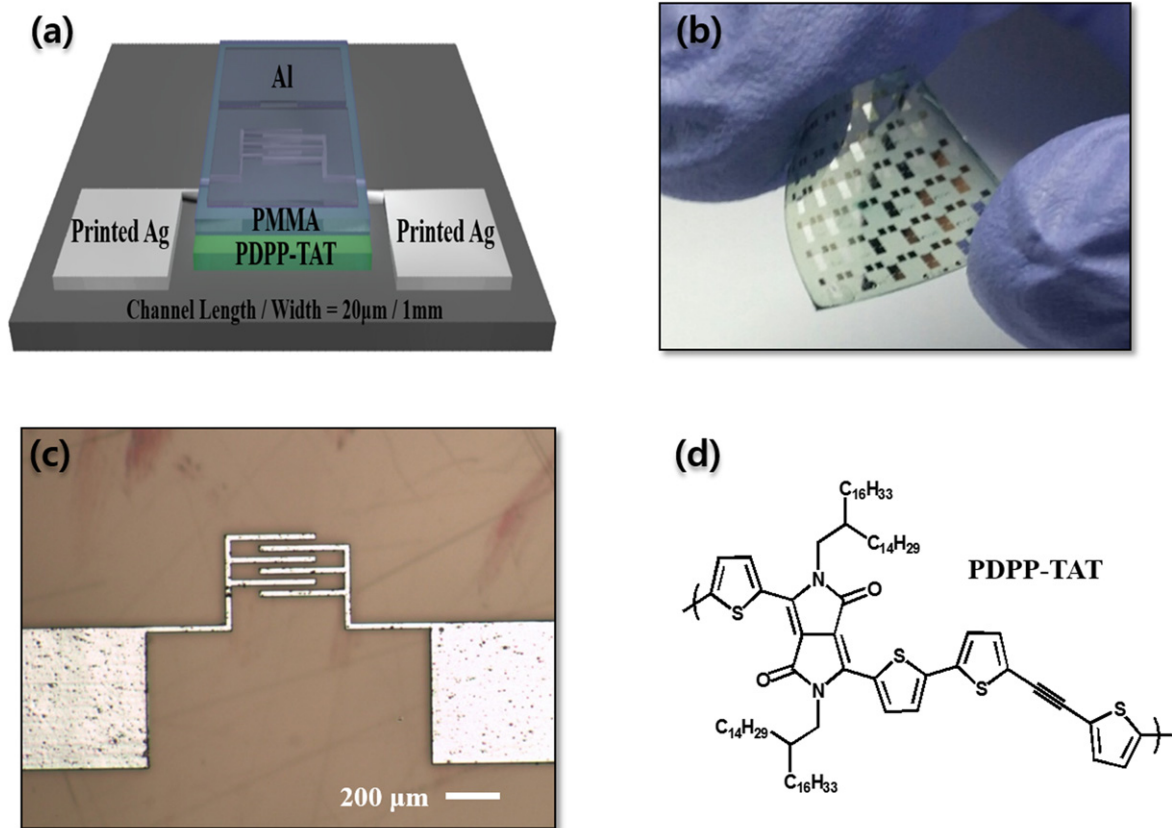 (a)
Al
PMMA
Printed Ag
PDPP-TAT
Printed Ag
Channel Length / Width = 20μm / 1mm
(b)
(c)
200 μm
(d)
C16H33
C14H29
PDPP-TAT
N
O
S
S
S
O
N
S
C14H29
C16H33